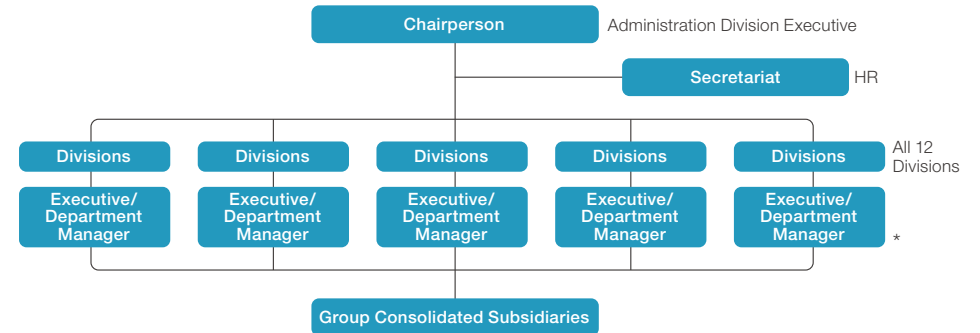 Chairperson
Administration Division Executive
Secretariat
HR
Divisions
Divisions
Divisions
Divisions
Divisions
All 12
Divisions
Executive/
Department
Manager
Executive/
Department
Manager
Executive/
Department
Manager
Executive/
Department
Manager
Executive/
Department
Manager
*
Group Consolidated Subsidiaries